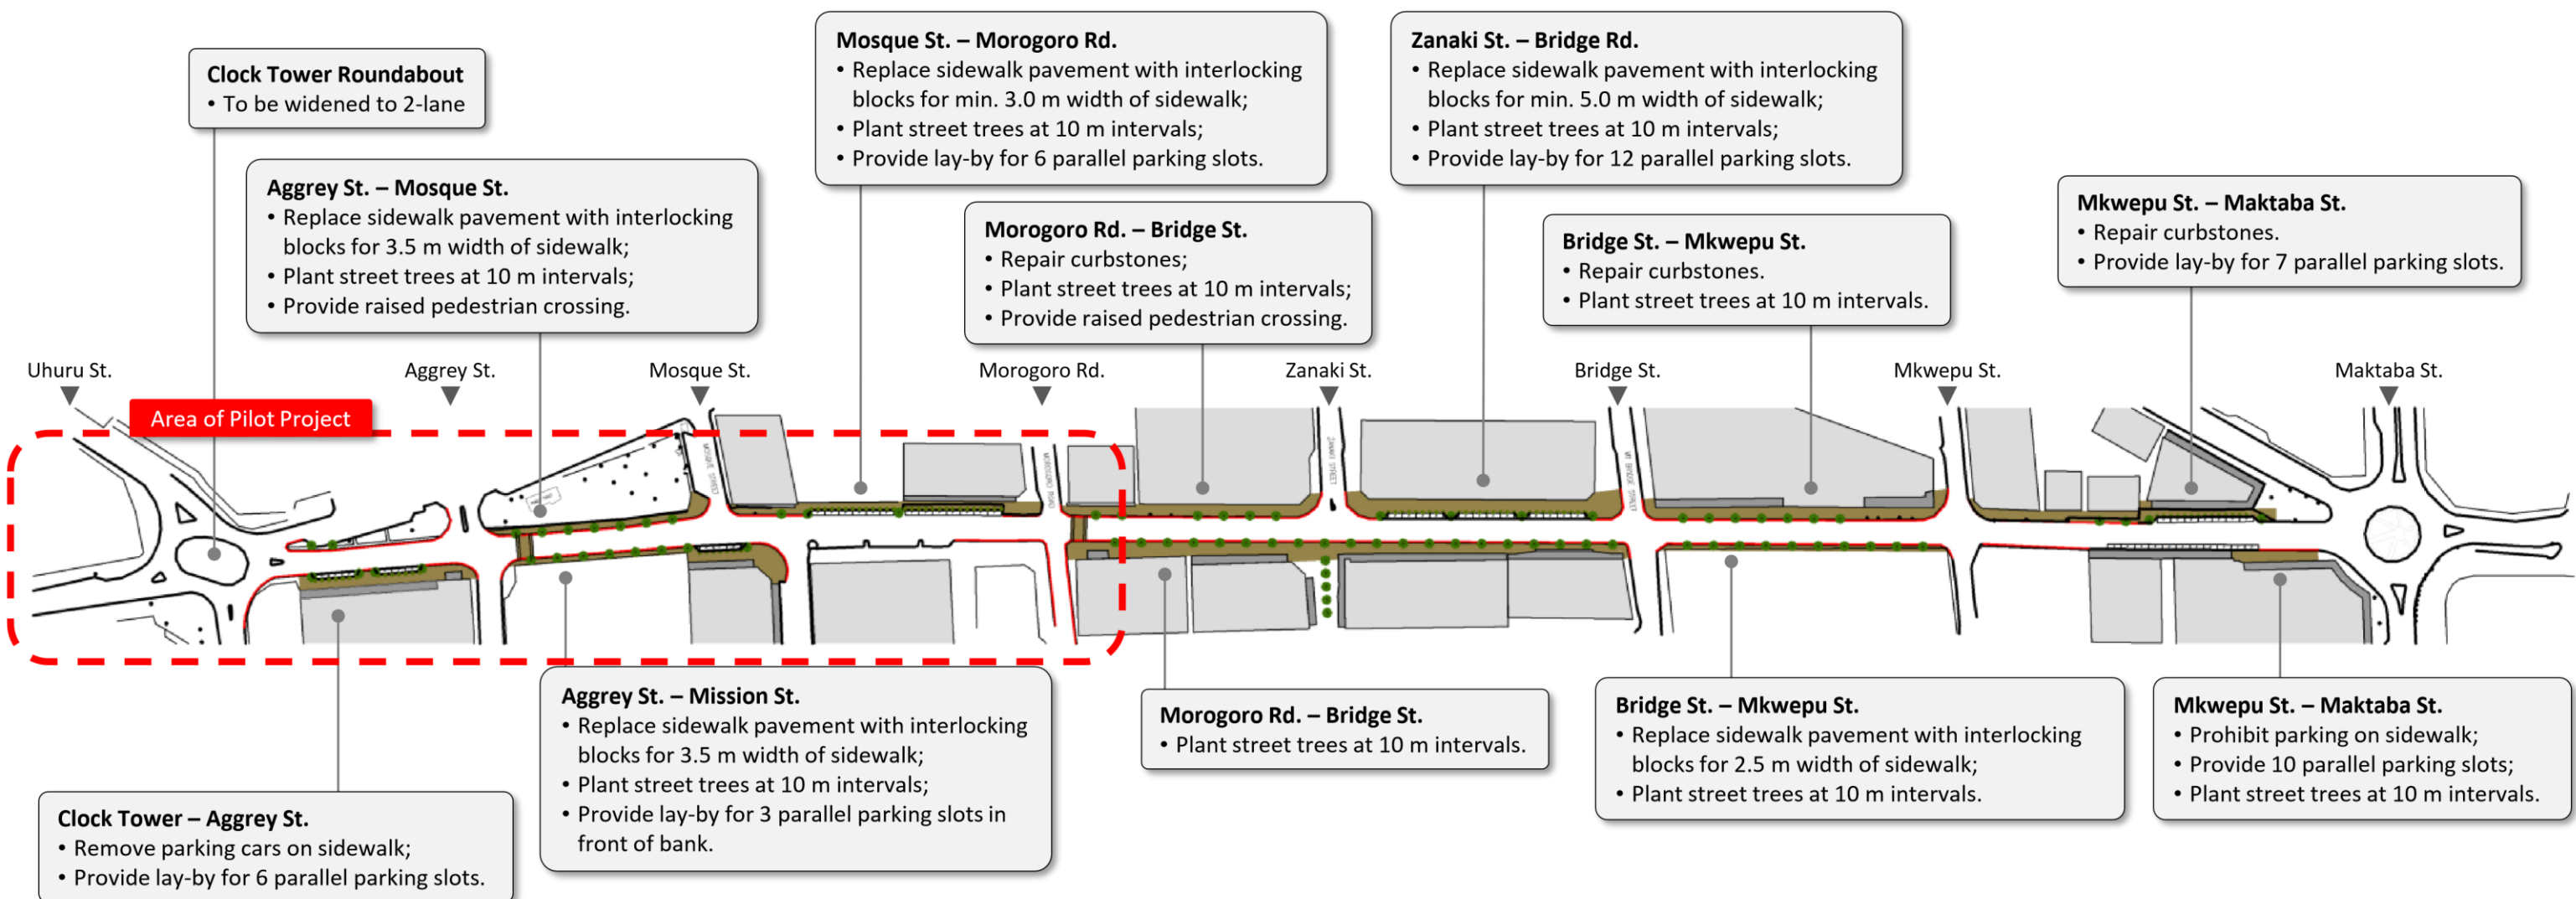 Clock Tower Roundabout
• To be widened to 2-lane
Aggrey St. – Mosque St.
• Replace sidewalk pavement with interlocking
blocks for 3.5 m width of sidewalk;
• Plant street trees at 10 m intervals;
• Provide raised pedestrian crossing.
Mosque St. – Morogoro Rd.
• Replace sidewalk pavement with interlocking
blocks for min. 3.0 m width of sidewalk;
• Plant street trees at 10 m intervals;
• Provide lay-by for 6 parallel parking slots.
Morogoro Rd. – Bridge St.
• Repair curbstones;
• Plant street trees at 10 m intervals;
• Provide raised pedestrian crossing.
Zanaki St. – Bridge Rd.
• Replace sidewalk pavement with interlocking
blocks for min. 5.0 m width of sidewalk;
• Plant street trees at 10 m intervals;
• Provide lay-by for 12 parallel parking slots.
Bridge St. – Mkwepu St.
• Repair curbstones.
• Plant street trees at 10 m intervals.
Mkwepu St. – Maktaba St.
• Repair curbstones.
• Provide lay-by for 7 parallel parking slots.
Uhuru St.
Aggrey St.
Mosque St.
Morogoro Rd.
Zanaki St.
Bridge St.
Mkwepu St.
Maktaba St.
Area of Pilot Project
MOSQUE STREET
MOROGORO ROAD
ZANAKI STREET
Clock Tower – Aggrey St.
• Remove parking cars on sidewalk;
• Provide lay-by for 6 parallel parking slots.
Aggrey St. – Mission St.
• Replace sidewalk pavement with interlocking
blocks for 3.5 m width of sidewalk;
• Plant street trees at 10 m intervals;
• Provide lay-by for 3 parallel parking slots in
front of bank.
Morogoro Rd. – Bridge St.
• Plant street trees at 10 m intervals.
Bridge St. – Mkwepu St.
• Replace sidewalk pavement with interlocking
blocks for 2.5 m width of sidewalk;
• Plant street trees at 10 m intervals.
Mkwepu St. – Maktaba St.
• Prohibit parking on sidewalk;
• Provide 10 parallel parking slots;
• Plant street trees at 10 m intervals.